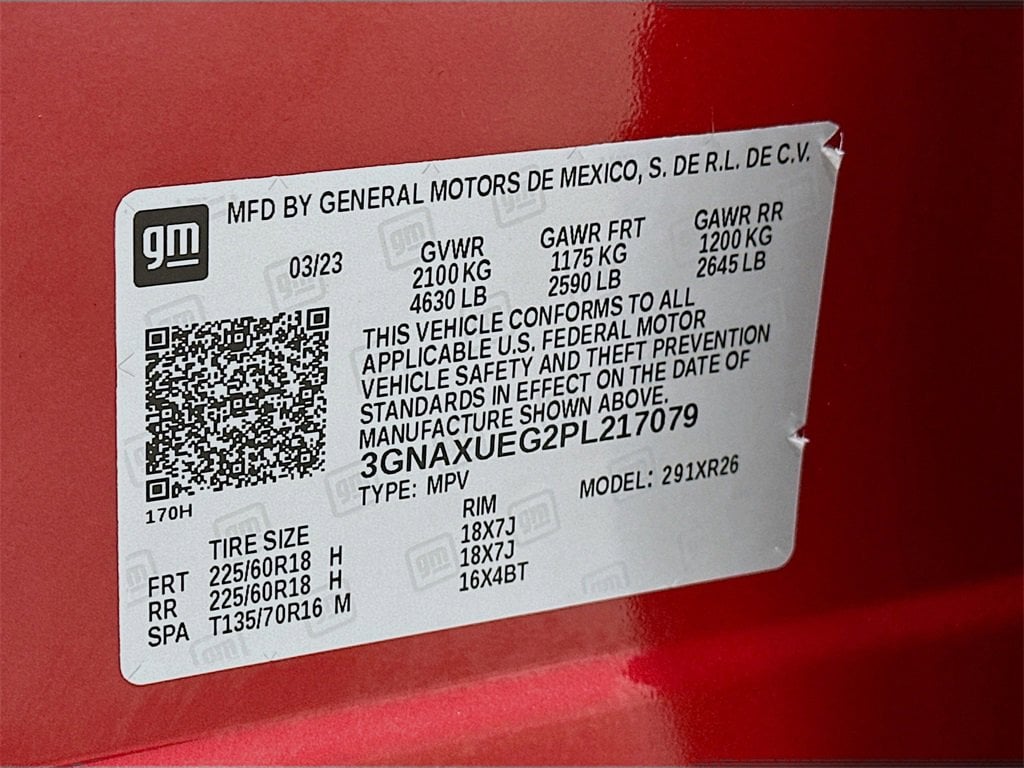 gm
MFD BY GENERAL MOTORS DE MEXICO, S. DE R.L. DE C.V.
03/23 GVWR GAWR FRT GAWR RR
2100 KG 1175 KG 1200 KG
4630 LB 2590 LB 2645 LB
THIS VEHICLE CONFORMS TO ALL
APPLICABLE U.S. FEDERAL MOTOR
VEHICLE SAFETY AND THEFT PREVENTION
STANDARDS IN EFFECT ON THE DATE OF
MANUFACTURE SHOWN ABOVE.
3GNAXUEG2PL217079
TYPE: MPV MODEL: 291XR26
170H
TIRE SIZE RIM
FRT 225/60R18 H 18X7J
RR 225/60R18 H 18X7J
SPA T135/70R16 M 16X4BT